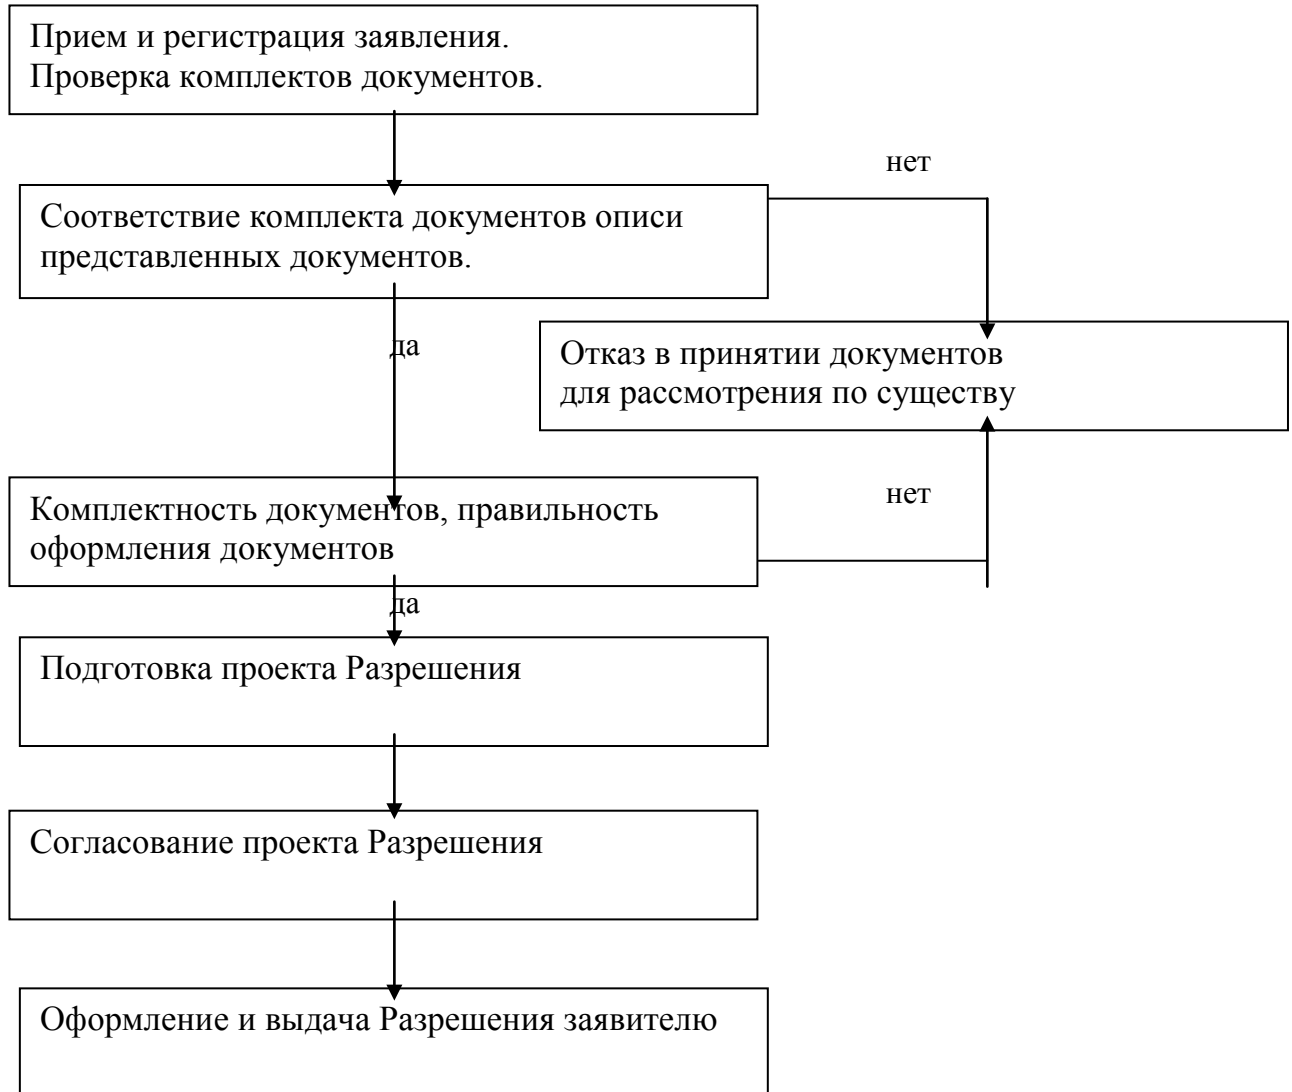 Прием и регистрация заявления.
Проверка комплектов документов.
нет
Соответствие комплекта документов описи
представленных документов.
да
Отказ в принятии документов
для рассмотрения по существу
нет
Комплектность документов, правильность
оформления документов
да
Подготовка проекта Разрешения
Согласование проекта Разрешения
Оформление и выдача Разрешения заявителю